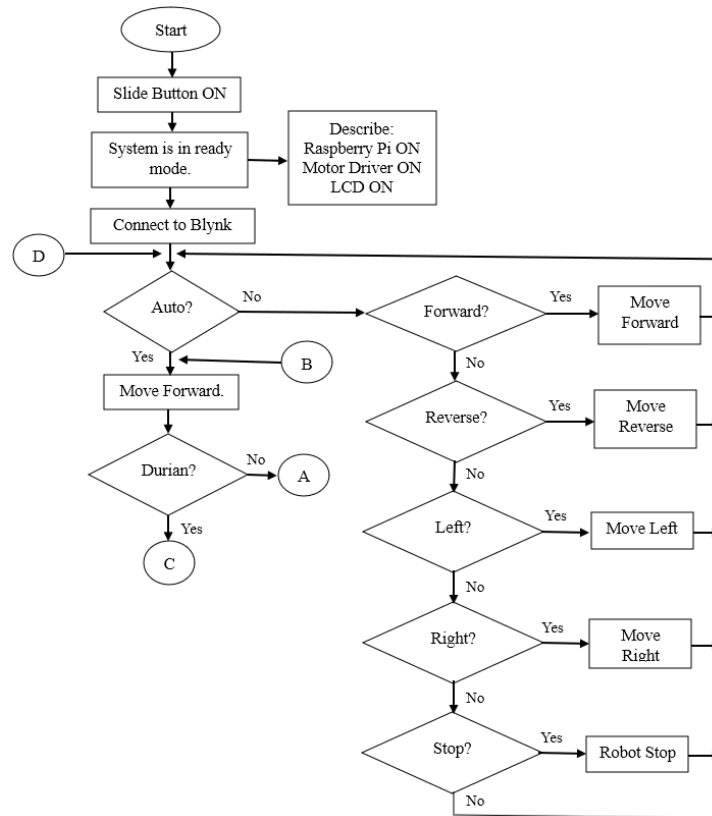 Start
Slide Button ON
System is in ready
mode.
Describe:
Raspberry Pi ON
Motor Driver ON
LCD ON
Connect to Blynk
D
Auto?
No
Yes
B
Move Forward.
Durian?
No
A
Yes
C
Forward?
Yes
Move
Forward
No
Reverse?
Yes
Move
Reverse
No
Left?
Yes
Move Left
No
Right?
Yes
Move
Right
No
Stop?
Yes
Robot Stop
No